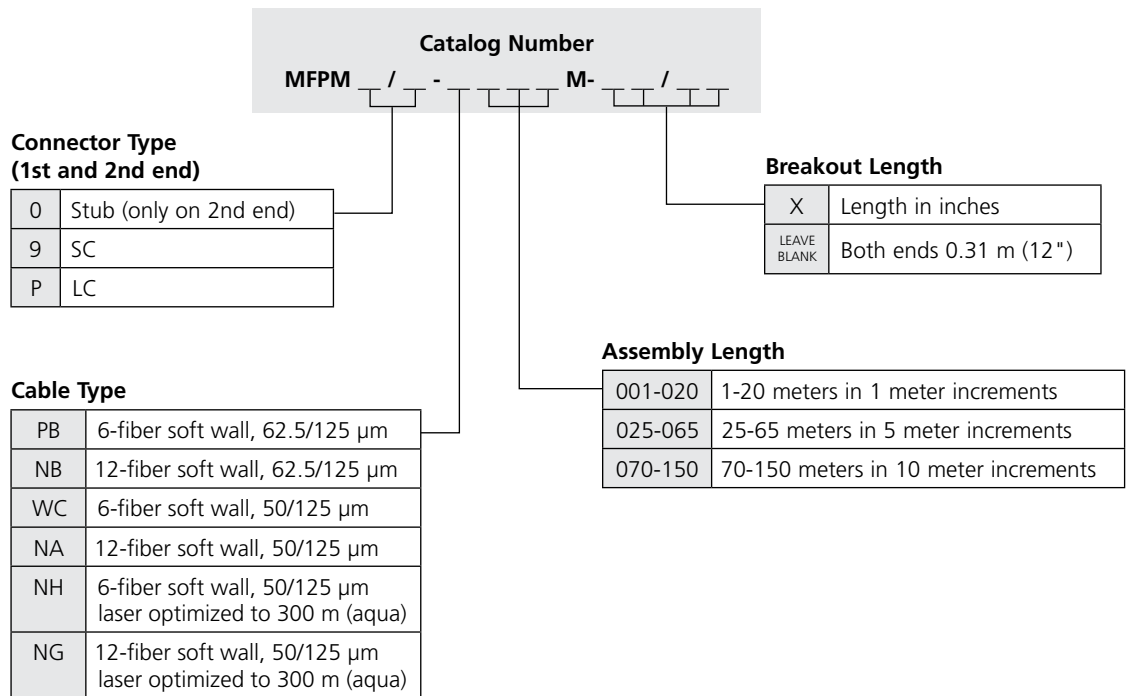 Catalog Number
MFPM _ / _ - _ _ _ _ M- _ _ / _ _
Connector Type
(1st and 2nd end)
0 Stub (only on 2nd end)
9 SC
P LC
Breakout Length
X Length in inches
LEAVE
BLANK
Both ends 0.31 m (12")
Assembly Length
001-020 1-20 meters in 1 meter increments
025-065 25-65 meters in 5 meter increments
070-150 70-150 meters in 10 meter increments
Cable Type
PB 6-fiber soft wall, 62.5/125 µm
NB 12-fiber soft wall, 62.5/125 µm
WC 6-fiber soft wall, 50/125 µm
NA 12-fiber soft wall, 50/125 µm
NH 6-fiber soft wall, 50/125 µm
laser optimized to 300 m (aqua)
NG 12-fiber soft wall, 50/125 µm
laser optimized to 300 m (aqua)